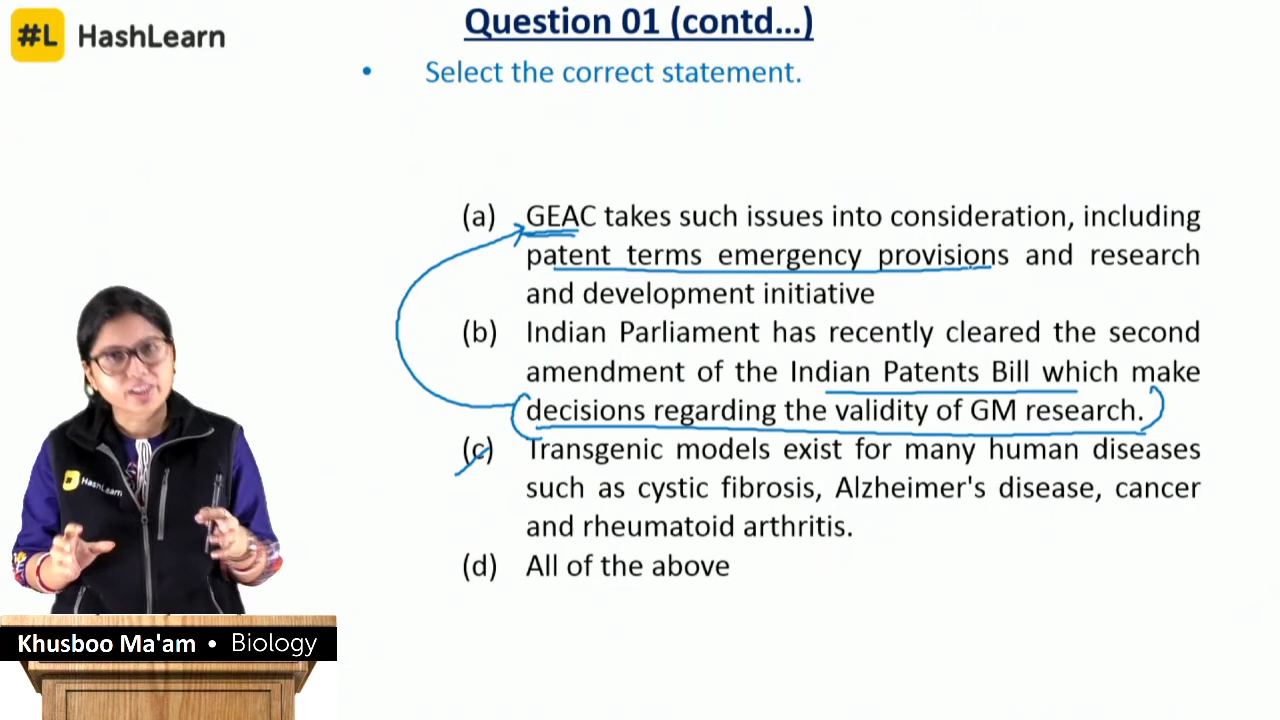 Question 01 (contd...)
#L HashLearn
• Select the correct statement.
(a) GEAC takes such issues into consideration, including
patent terms emergency provisions and research
and development initiative
(b) Indian Parliament has recently cleared the second
amendment of the Indian Patents Bill which make
decisions regarding the validity of GM research.
(c) Transgenic models exist for many human diseases
such as cystic fibrosis, Alzheimer's disease, cancer
and rheumatoid arthritis.
(d) All of the above
# HashLearn
Khusboo Ma'am • Biology